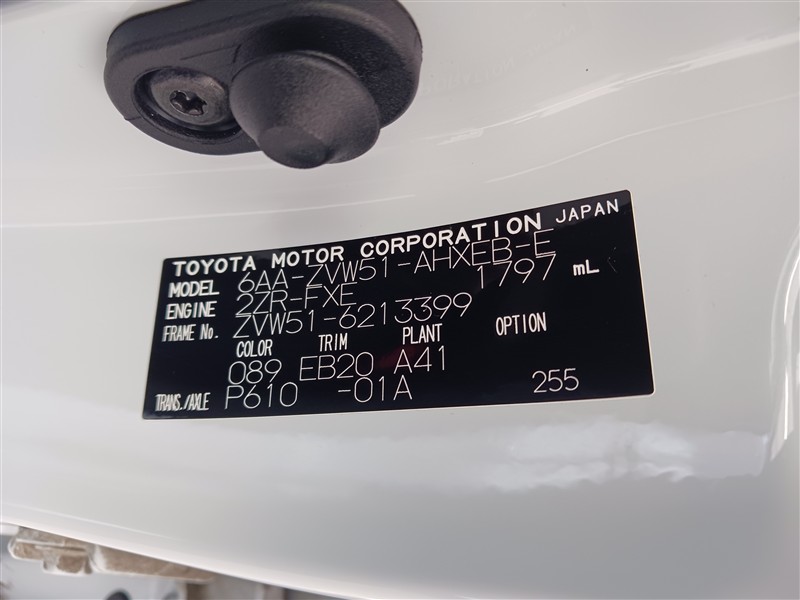 TOYOTA MOTOR CORPORATION JAPAN
MODEL 6AA-ZVW51-AHXEB-E
ENGINE 2ZR-FXE 1797 mL
FRAME No. ZVW51-6213399
COLOR TRIM PLANT OPTION
089 EB20 A41
TRANS./AXLE P610 -01A 255